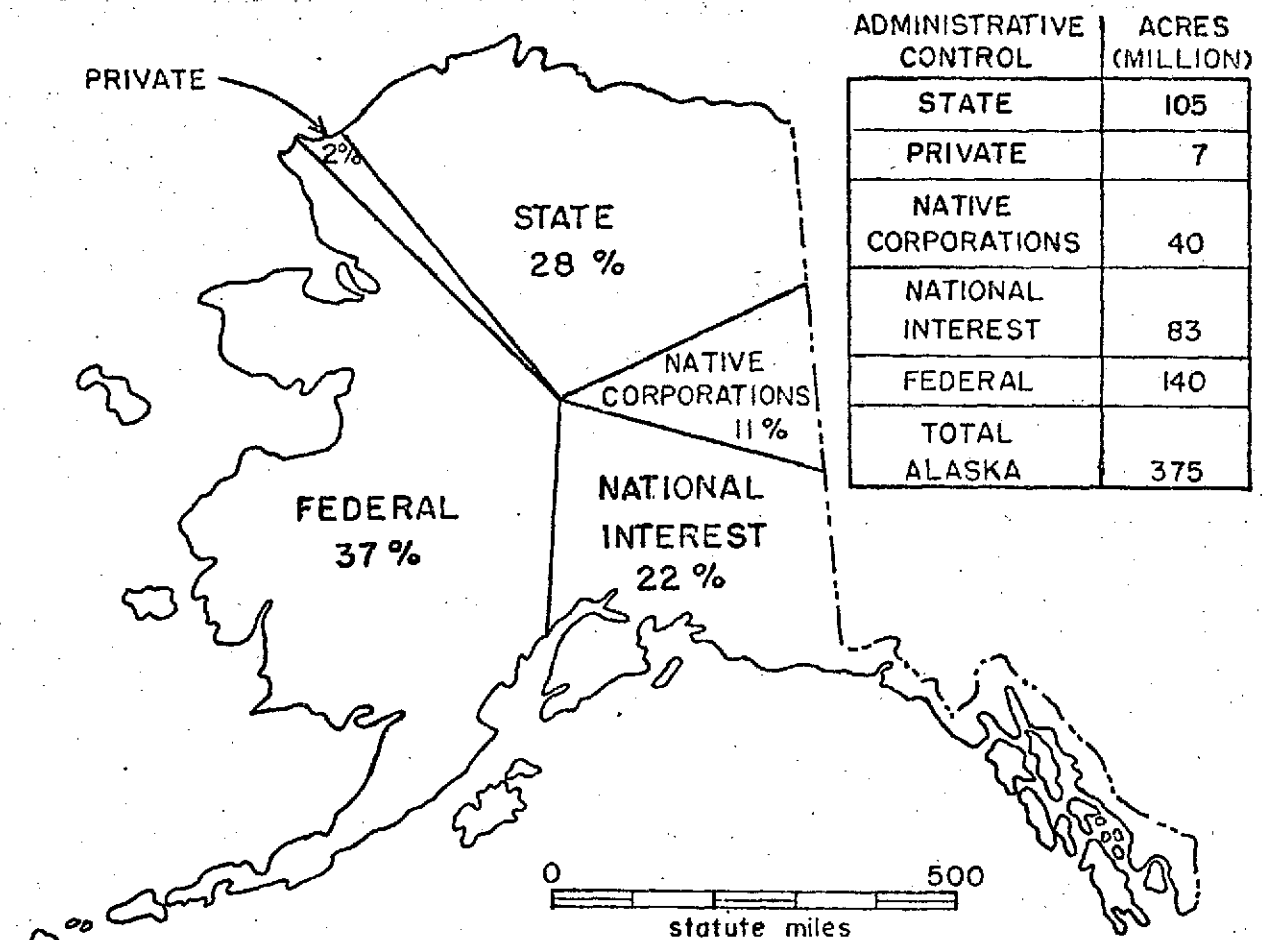 PRIVATE
2%
STATE
28 %
NATIVE
CORPORATIONS
11 %
FEDERAL
37 %
NATIONAL
INTEREST
22 %
0 500
statute miles
ADMINISTRATIVE CONTROL ACRES (MILLION)
STATE 105
PRIVATE 7
NATIVE
CORPORATIONS 40
NATIONAL
INTEREST 83
FEDERAL 140
TOTAL
ALASKA 375